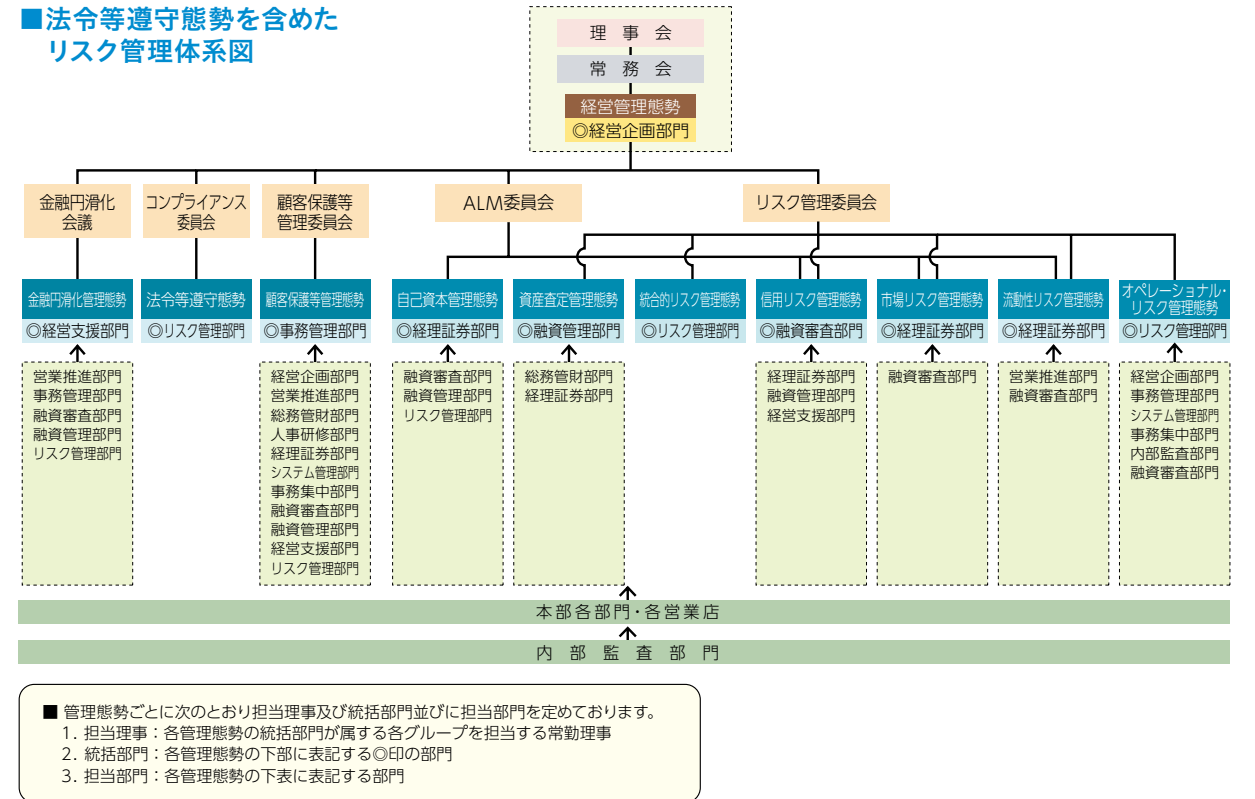 ■法令等遵守態勢を含めた
リスク管理体系図
理事会
常務会
経営管理態勢
◎経営企画部門
金融円滑化
会議
コンプライアンス
委員会
顧客保護等
管理委員会
ALM委員会
リスク管理委員会
金融円滑化管理態勢
◎経営支援部門
営業推進部門
事務管理部門
融資審査部門
融資管理部門
リスク管理部門
法令等遵守態勢
◎リスク管理部門
顧客保護等管理態勢
◎事務管理部門
経営企画部門
営業推進部門
総務管財部門
人事研修部門
経理証券部門
システム管理部門
事務集中部門
融資審査部門
融資管理部門
経営支援部門
リスク管理部門
自己資本管理態勢
◎経理証券部門
融資審査部門
融資管理部門
リスク管理部門
資産査定管理態勢
◎融資管理部門
総務管財部門
経理証券部門
統合的リスク管理態勢
◎リスク管理部門
信用リスク管理態勢
◎融資審査部門
経理証券部門
融資管理部門
経営支援部門
市場リスク管理態勢
◎経理証券部門
融資審査部門
流動性リスク管理態勢
◎経理証券部門
営業推進部門
融資審査部門
オペレーショナル・
リスク管理態勢
◎リスク管理部門
経営企画部門
事務管理部門
システム管理部門
事務集中部門
内部監査部門
融資審査部門
本部各部門・各営業店
内部監査部門
■ 管理態勢ごとに次のとおり担当理事及び統括部門並びに担当部門を定めております。
1. 担当理事：各管理態勢の統括部門が属する各グループを担当する常勤理事
2. 統括部門：各管理態勢の下部に表記する◎印の部門
3. 担当部門：各管理態勢の下表に表記する部門